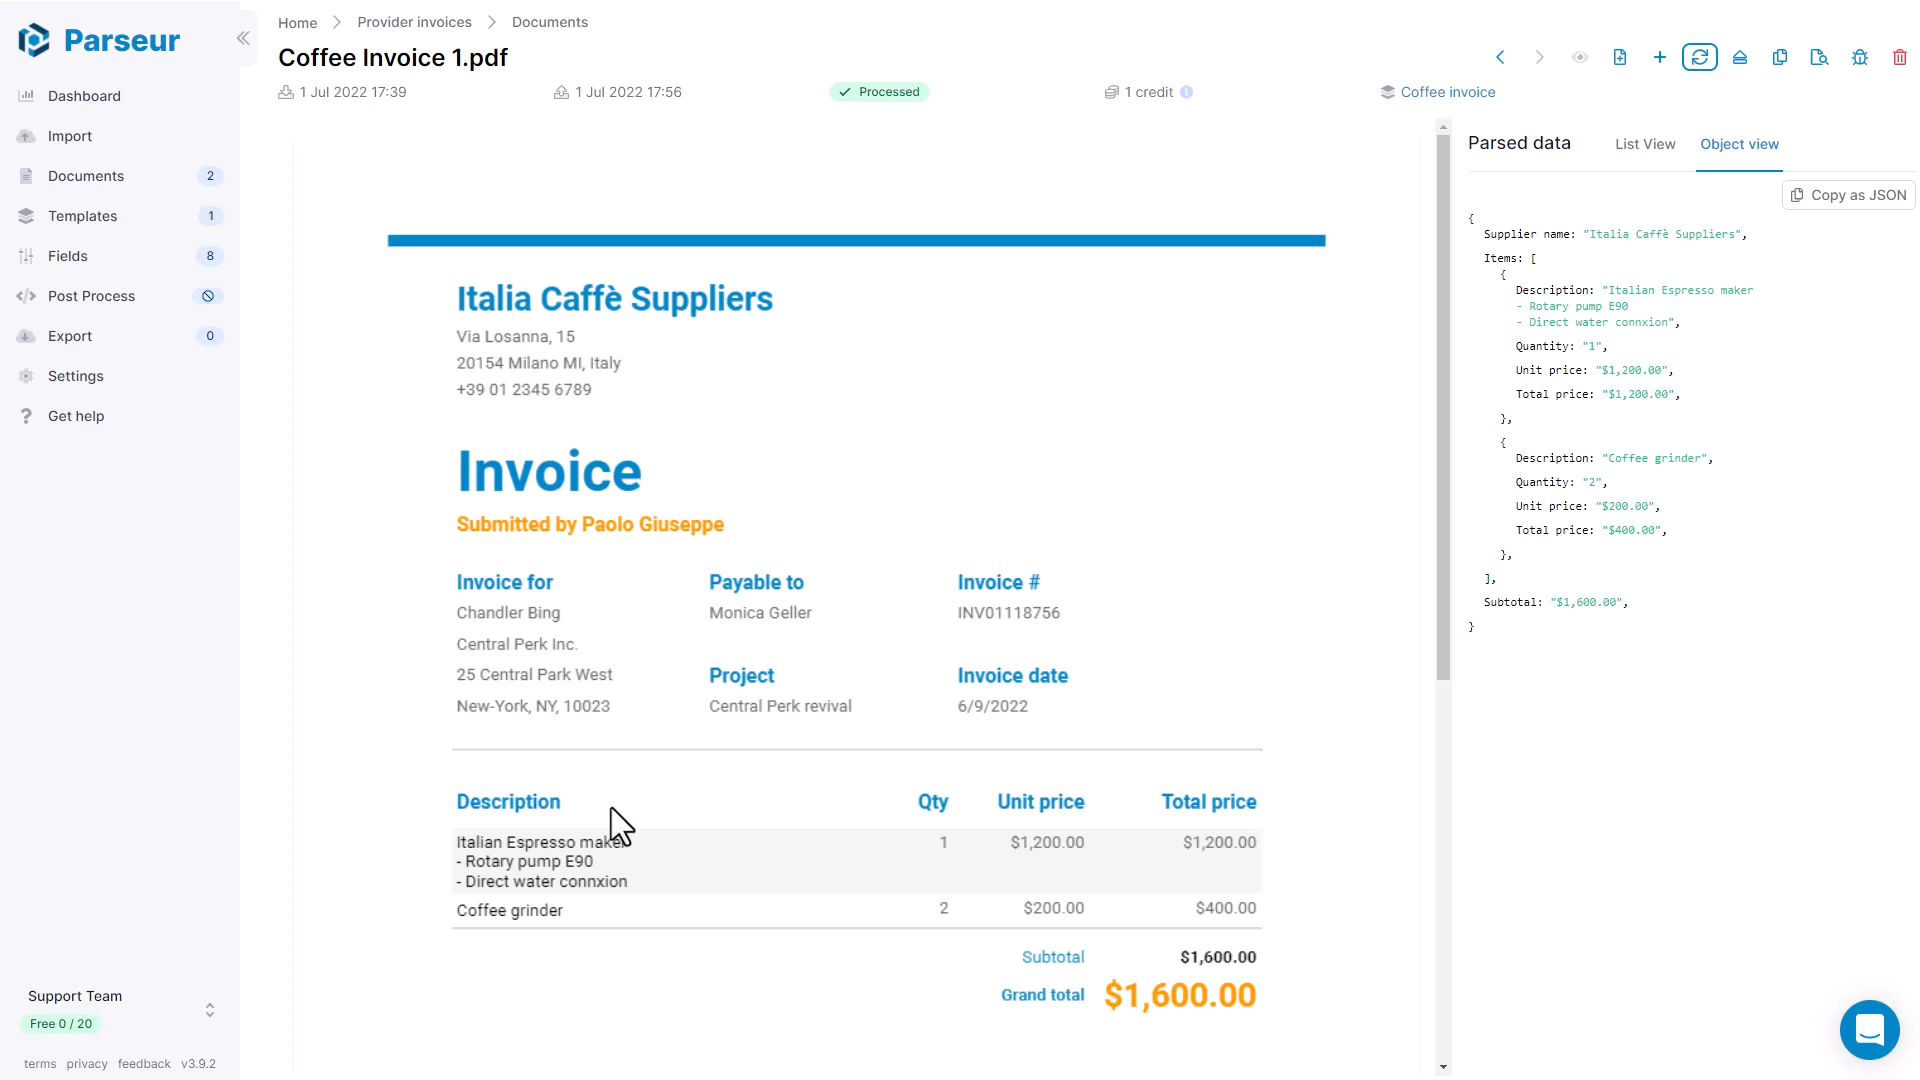 Parseur
Dashboard
Import
Documents 2
Templates 1
Fields 8
Post Process
Export 0
Settings
Get help
Support Team
Free 0 / 20
terms privacy feedback v3.9.2
Home Provider invoices Documents
Coffee Invoice 1.pdf
1 Jul 2022 17:39 1 Jul 2022 17:56 Processed 1 credit Coffee invoice
Italia Caffè Suppliers
Via Losanna, 15
20154 Milano MI, Italy
+39 01 2345 6789
Invoice
Submitted by Paolo Giuseppe
Invoice for Payable to Invoice #
Chandler Bing Monica Geller INV01118756
Central Perk Inc.
25 Central Park West Project Invoice date
New-York, NY, 10023 Central Perk revival 6/9/2022
Description Qty Unit price Total price
Italian Espresso maker 1 $1,200.00 $1,200.00
- Rotary pump E90
- Direct water connxion
Coffee grinder 2 $200.00 $400.00
Subtotal $1,600.00
Grand total $1,600.00
Parsed data List View Object view
Copy as JSON
{
Supplier name: "Italia Caffè Suppliers",
Items: [
{
Description: "Italian Espresso maker
- Rotary pump E90
- Direct water connxion",
Quantity: "1",
Unit price: "$1,200.00",
Total price: "$1,200.00",
},
{
Description: "Coffee grinder",
Quantity: "2",
Unit price: "$200.00",
Total price: "$400.00",
},
],
Subtotal: "$1,600.00",
}